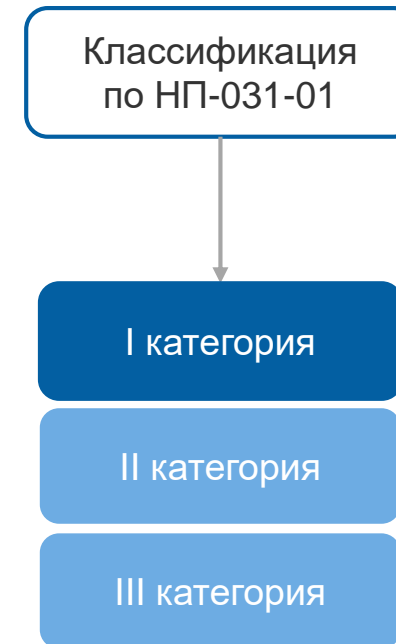 Классификация
по НП-031-01
I категория
II категория
III категория